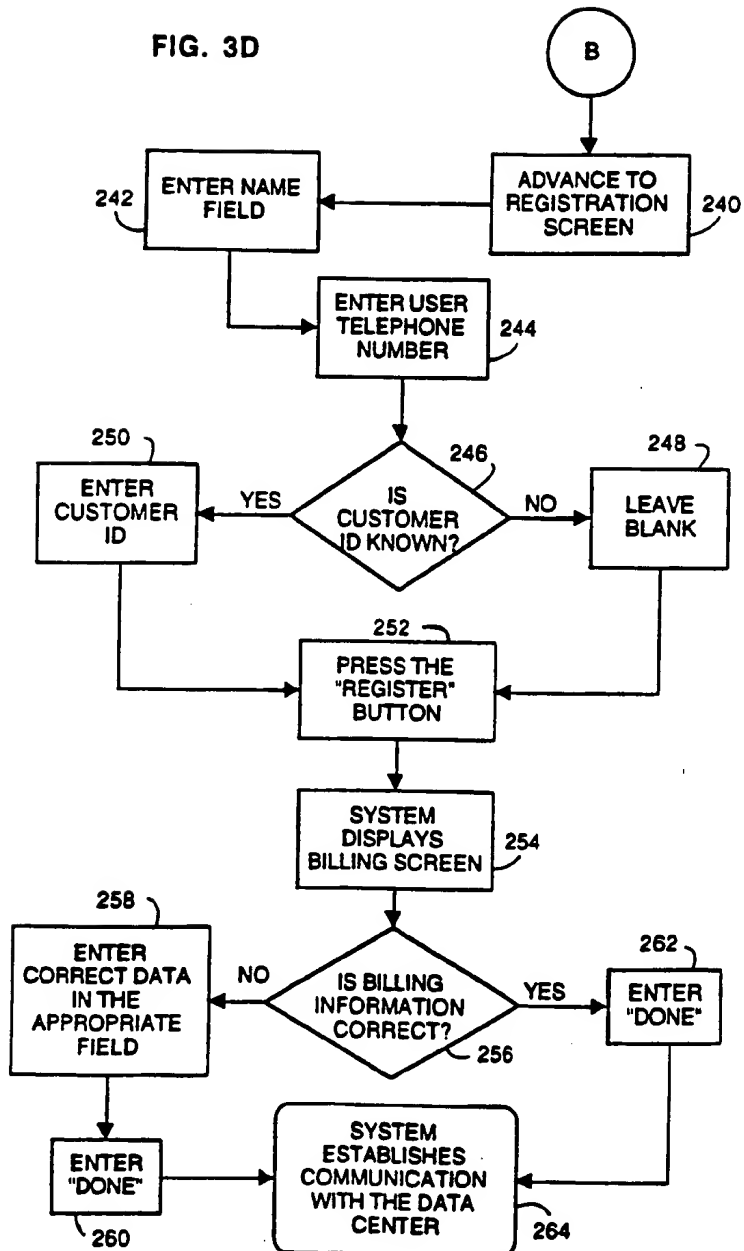 FIG. 3D
B
ADVANCE TO
REGISTRATION
SCREEN
240
ENTER NAME
FIELD
242
ENTER USER
TELEPHONE
NUMBER
244
250
ENTER
CUSTOMER
ID
YES
246
IS
CUSTOMER
ID KNOWN?
NO
248
LEAVE
BLANK
252
PRESS THE
"REGISTER"
BUTTON
SYSTEM
DISPLAYS
BILLING SCREEN
254
258
ENTER
CORRECT DATA
IN THE
APPROPRIATE
FIELD
NO
IS BILLING
INFORMATION
CORRECT?
256
YES
262
ENTER
"DONE"
ENTER
"DONE"
260
SYSTEM
ESTABLISHES
COMMUNICATION
WITH THE DATA
CENTER
264